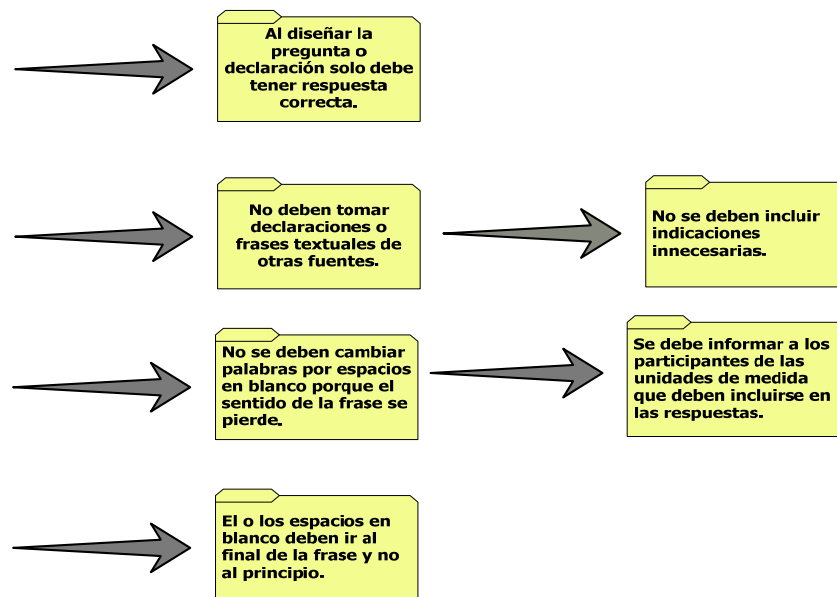 Al diseñar la
pregunta o
declaración solo debe
tener respuesta
correcta.
No deben tomar
declaraciones o
frases textuales de
otras fuentes.
No se deben incluir
indicaciones
innecesarias.
No se deben cambiar
palabras por espacios
en blanco porque el
sentido de la frase se
pierde.
Se debe informar a los
participantes de las
unidades de medida
que deben incluirse en
las respuestas.
El o los espacios en
blanco deben ir al
final de la frase y no
al principio.